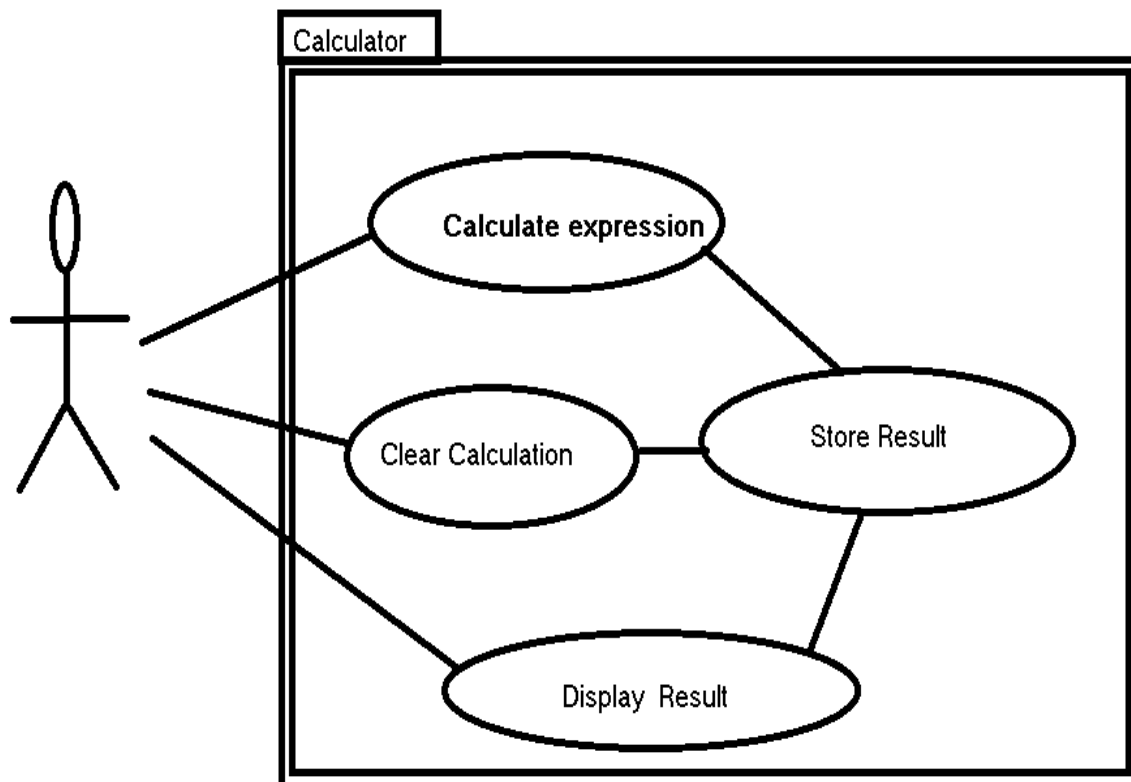 Calculator
Calculate expression
Clear Calculation
Store Result
Display Result